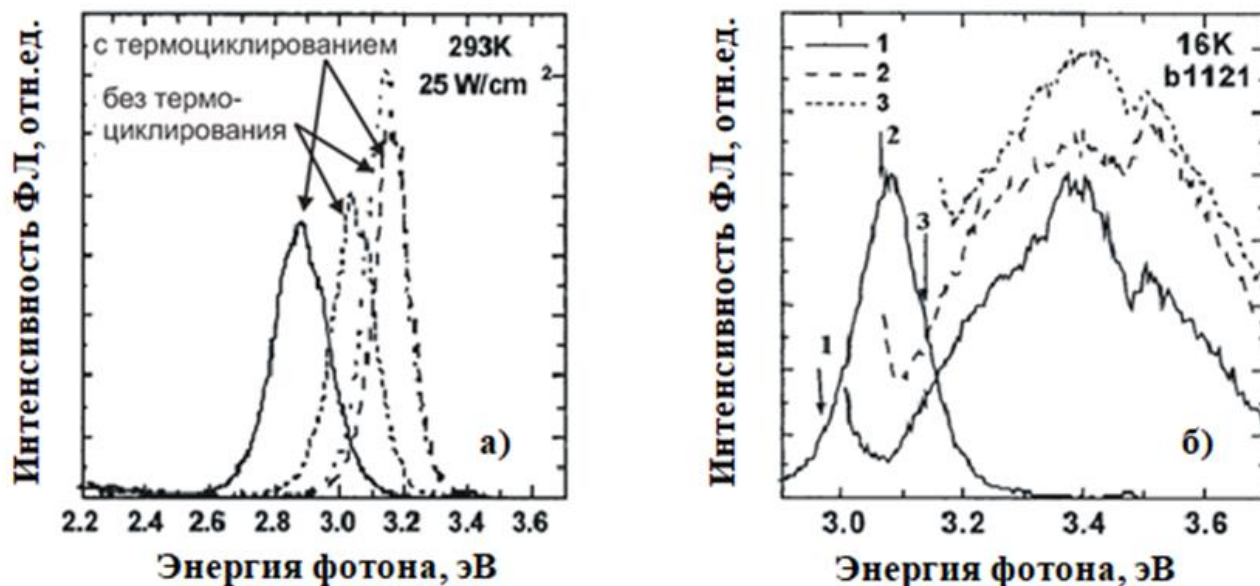 Интенсивность ФЛ, отн.ед.
с термоциклированием
без термо-
циклирования
293K
25 W/cm 2
а)
2.2 2.4 2.6 2.8 3.0 3.2 3.4 3.6
Энергия фотона, эВ
Интенсивность ФЛ, отн.ед.
1
2
3
16K
b1121
2
3
1
б)
3.0 3.2 3.4 3.6
Энергия фотона, эВ